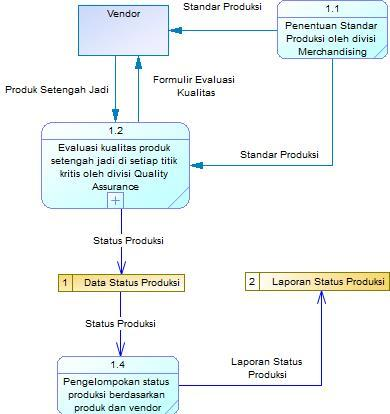 Standar Produksi
Vendor
1.1
Penentuan Standar
Produksi oleh divisi
Merchandising
Produk Setengah Jadi
Formulir Evaluasi
Kualitas
1.2
Evaluasi kualitas produk
setengah jadi di setiap titik
kritis oleh divisi Quality
Assurance
+
Standar Produksi
Status Produksi
1 Data Status Produksi
2 Laporan Status Produksi
Status Produksi
Laporan Status
Produksi
1.4
Pengelompokan status
produksi berdasarkan
produk dan vendor